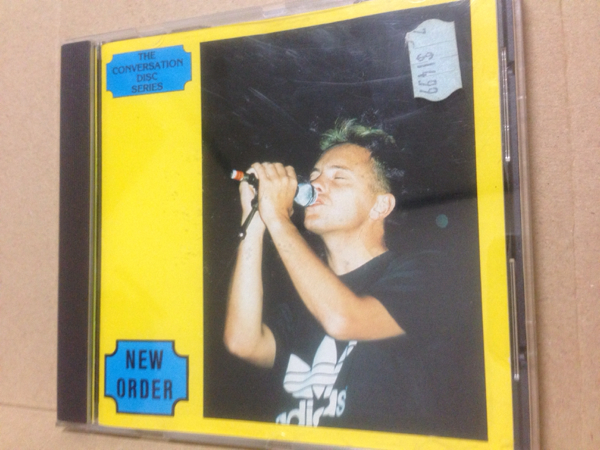 THE
CONVERSATION
DISC
SERIES
NEW
ORDER
adidas